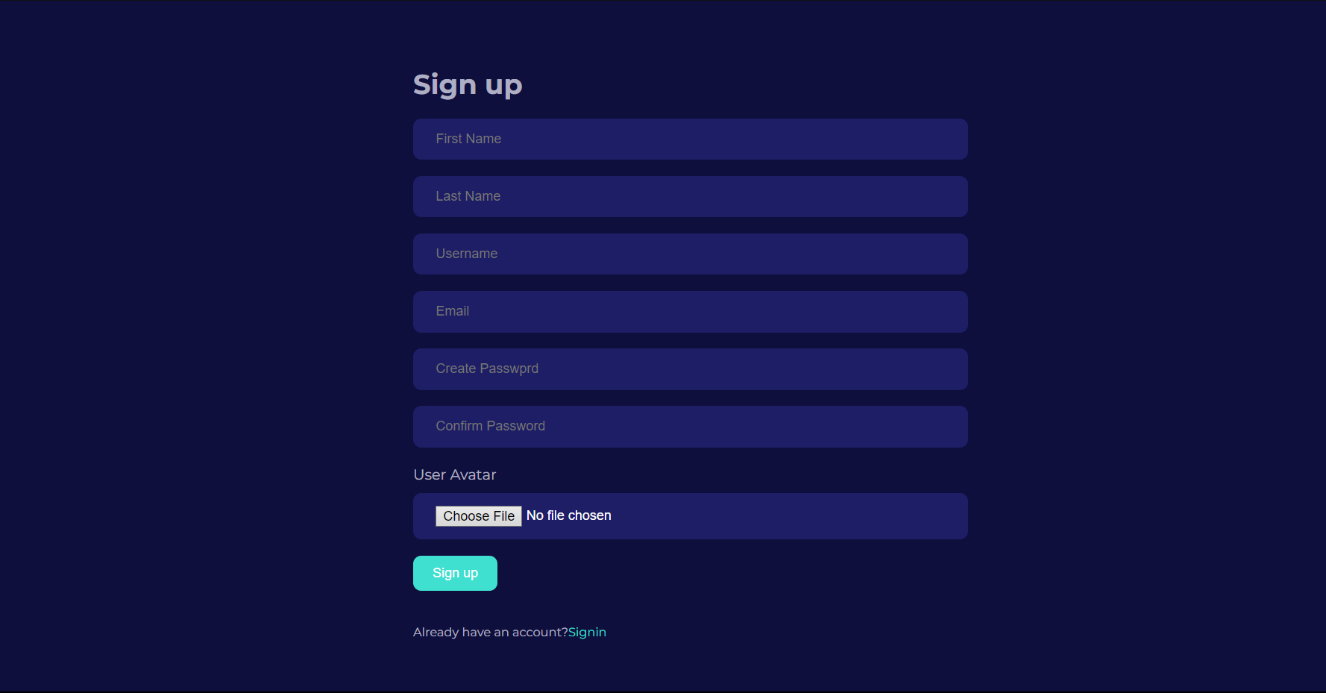 Sign up
First Name
Last Name
Username
Email
Create Passwprd
Confirm Password
User Avatar
Choose File No file chosen
Sign up
Already have an account?Signin